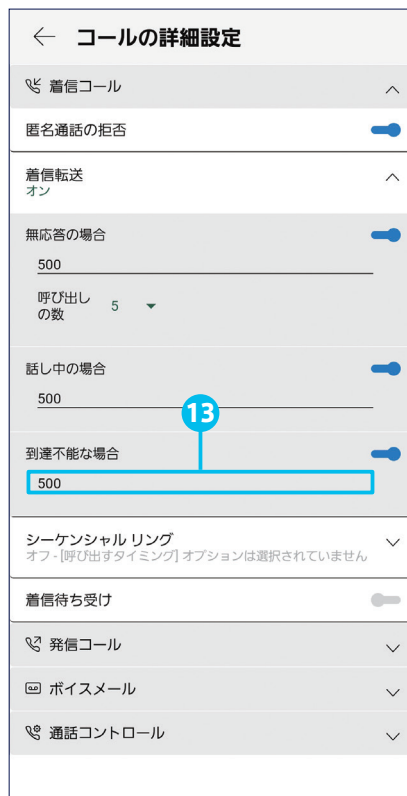 コールの詳細設定
着信コール
匿名通話の拒否
着信転送
オン
無応答の場合
500
呼び出し
の数
5
話し中の場合
500
13
到達不能な場合
500
シーケンシャル リング
オフ - [呼び出すタイミング] オプションは選択されていません
着信待ち受け
発信コール
ボイスメール
通話コントロール